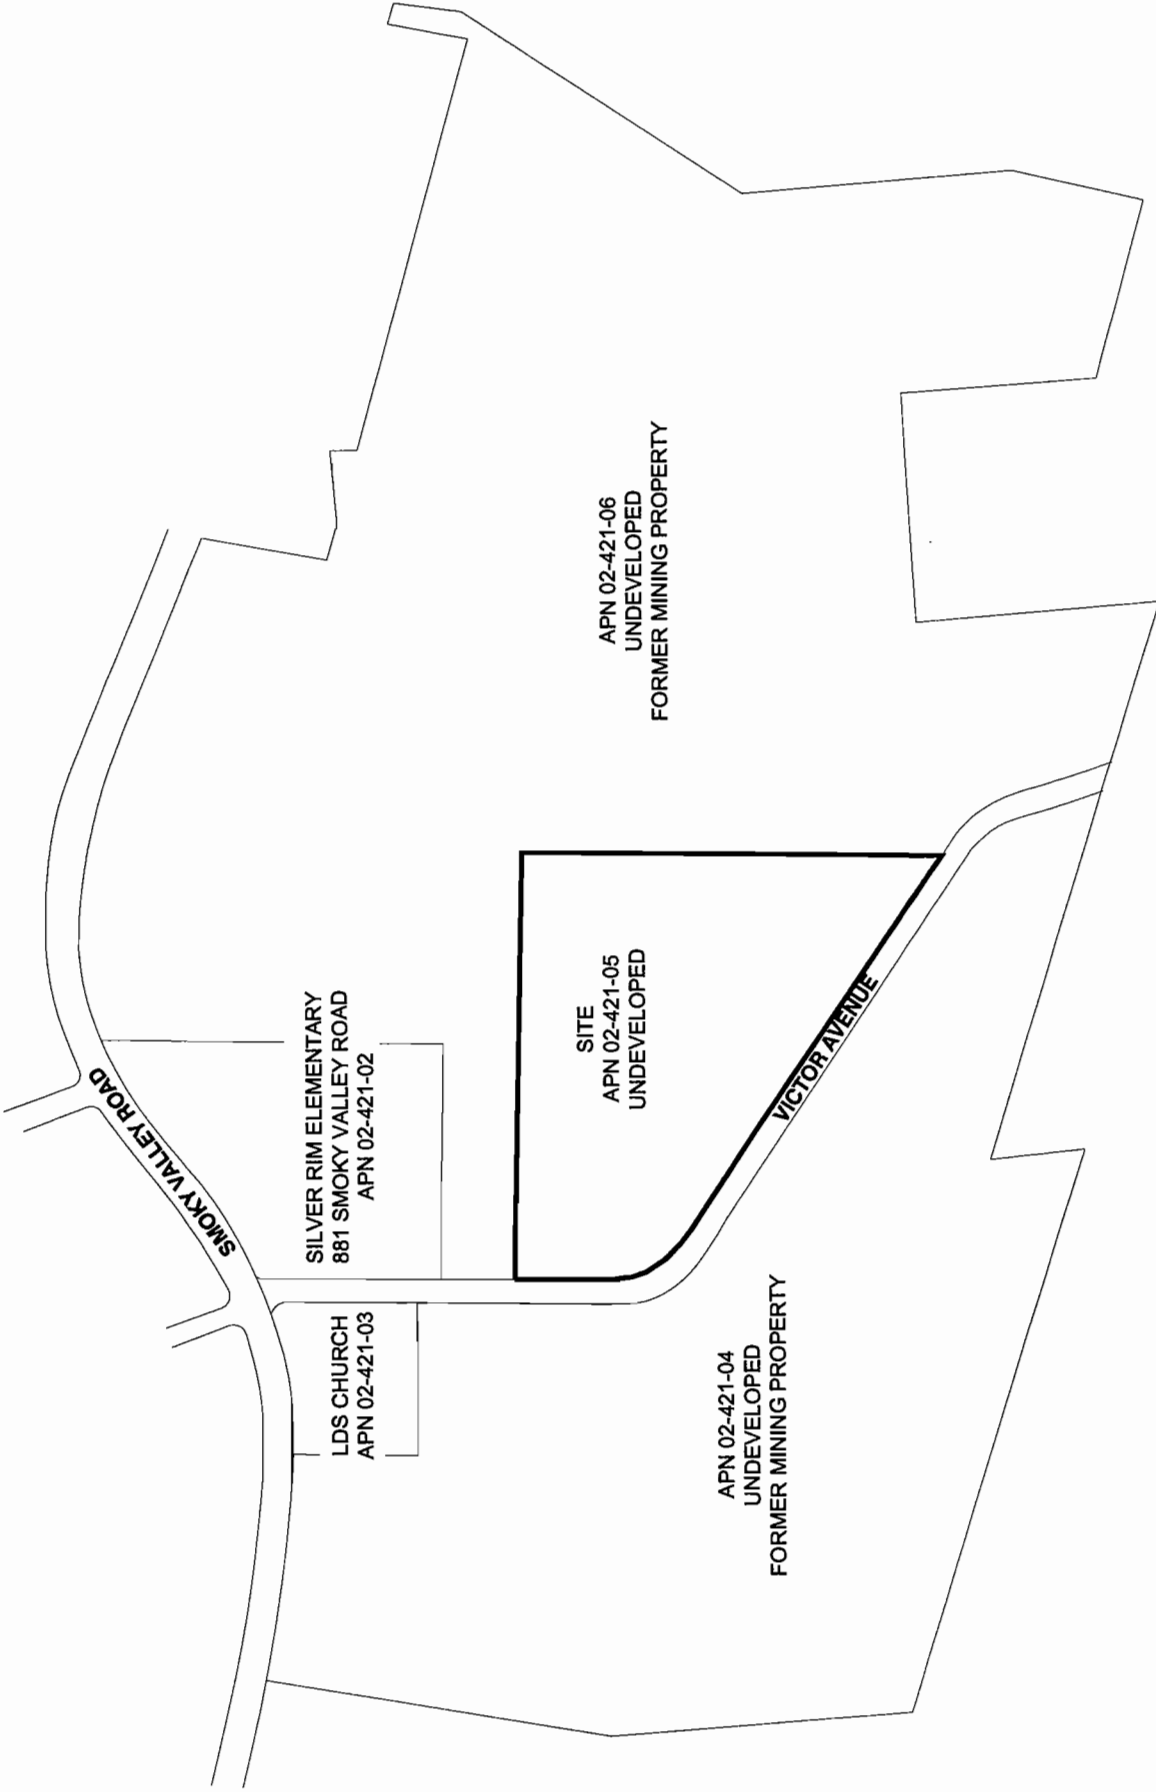 SMOKY VALLEY ROAD
LDS CHURCH
APN 02-421-03
SILVER RIM ELEMENTARY
881 SMOKY VALLEY ROAD
APN 02-421-02
SITE
APN 02-421-05
UNDEVELOPED
APN 02-421-06
UNDEVELOPED
FORMER MINING PROPERTY
VICTOR AVENUE
APN 02-421-04
UNDEVELOPED
FORMER MINING PROPERTY